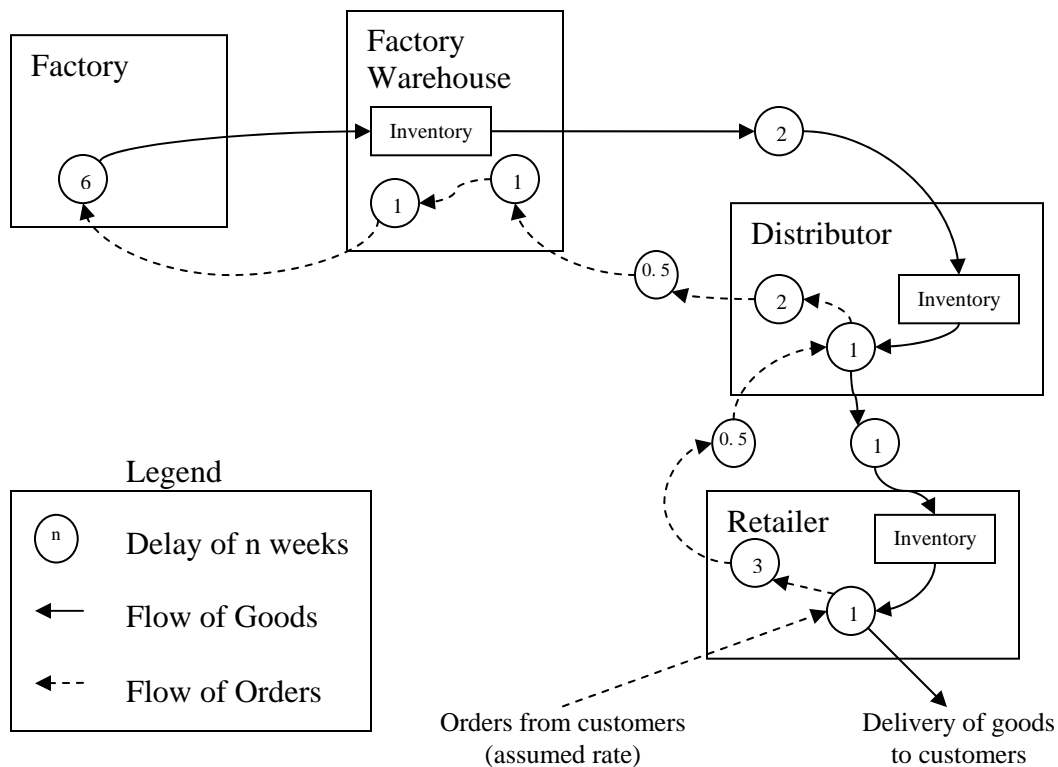 Factory
Factory
Warehouse
Inventory
2
6
1
1
Distributor
0. 5
2
Inventory
1
0. 5
1
Legend
n
Delay of n weeks
Flow of Goods
Flow of Orders
Retailer
Inventory
3
1
Orders from customers
(assumed rate)
Delivery of goods
to customers